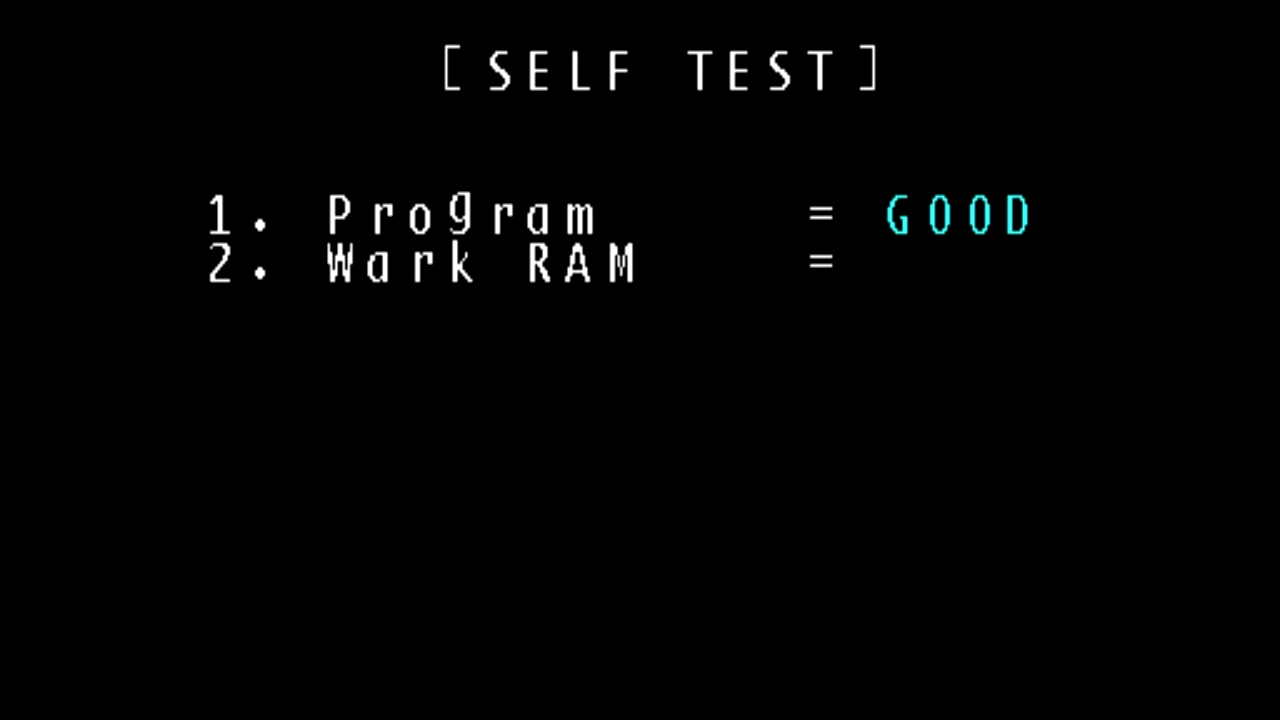 [SELF TEST]
1. Program = GOOD
2. Wark RAM =